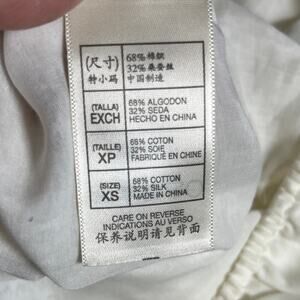 (尺寸)
特小码
68%棉织
32%桑蚕丝
中国制造
(TALLA)
EXCH
68% ALGODON
32% SEDA
HECHO EN CHINA
(TAILLE)
XP
68% COTON
32% SOIE
FABRIQUÉ EN CHINE
(SIZE)
XS
68% COTTON
32% SILK
MADE IN CHINA
CARE ON REVERSE
INDICATIONS AU VERSO
保养说明请见背面